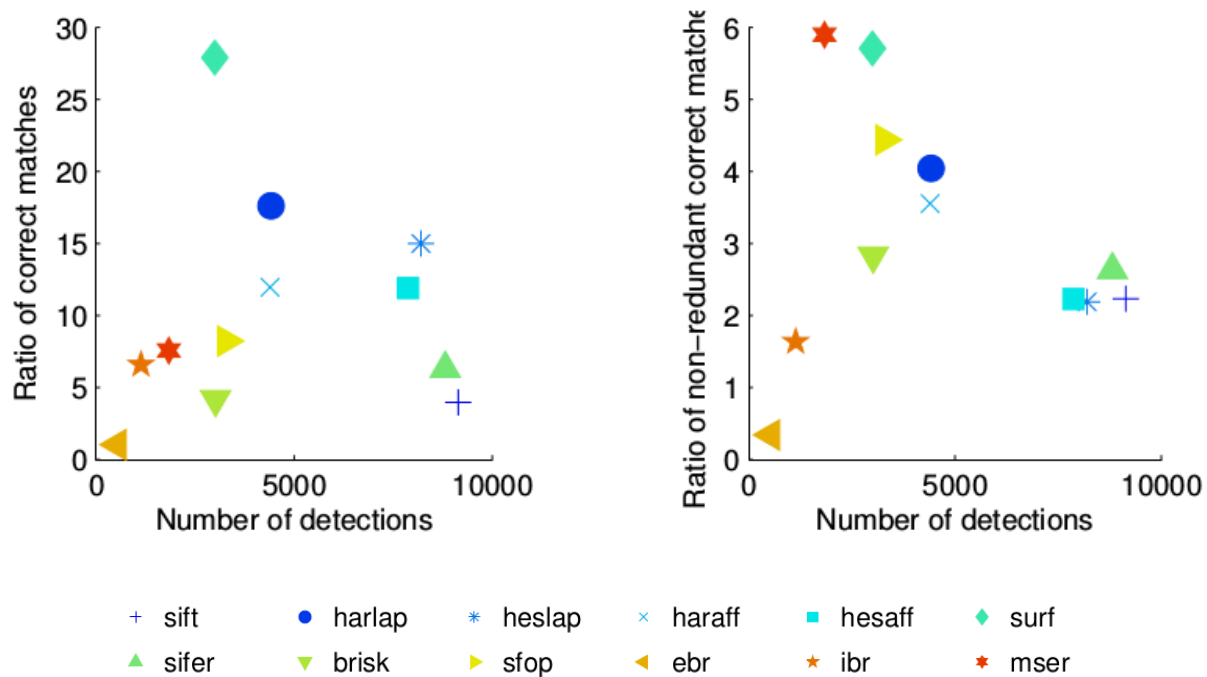 30
25
20
15
10
5
0
Ratio of correct matches
0 5000 10000
Number of detections
6
5
4
3
2
1
0
Ratio of non-redundant correct matche
0 5000 10000
Number of detections
sift harlap heslap haraff hesaff surf
sifer brisk sfop ebr ibr mser